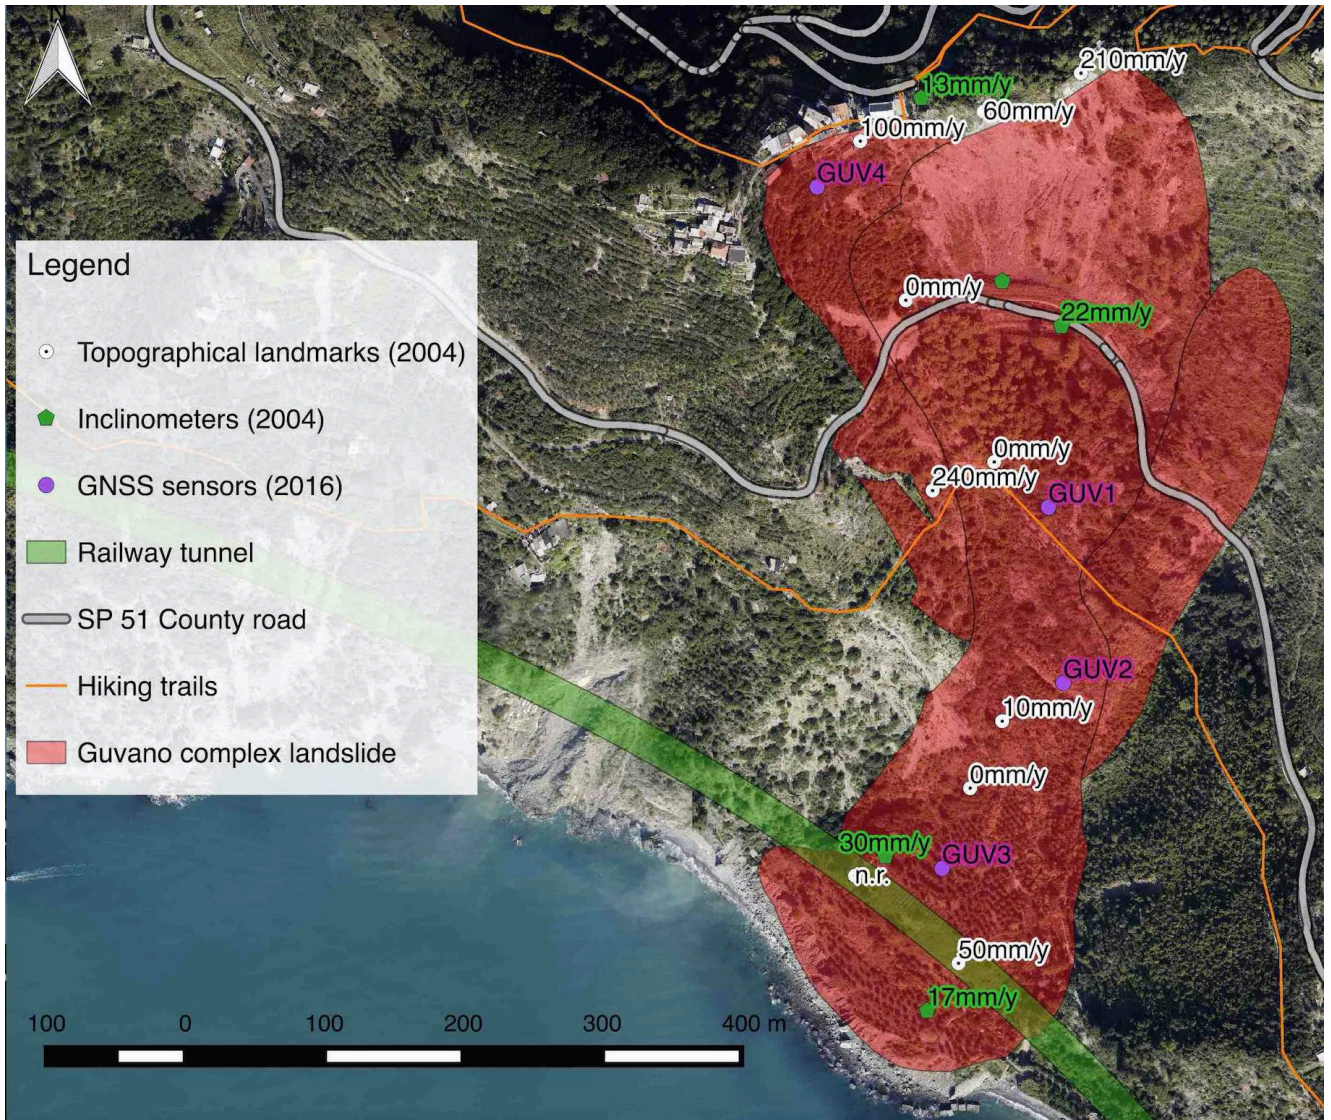 210mm/y
13mm/y
60mm/y
100mm/y
GUV4
Legend
0mm/y
22mm/y
Topographical landmarks (2004)
Inclinometers (2004)
0mm/y
240mm/y
GNSS sensors (2016)
GUV1
Railway tunnel
SP 51 County road
Hiking trails
GUV2
10mm/y
Guvano complex landslide
0mm/y
30mm/y
GUV3
n.r.
50mm/y
17mm/y
100 0 100 200 300 400 m